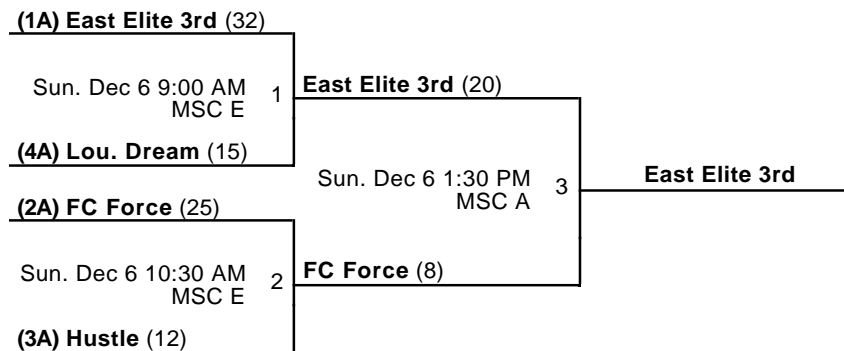 (1A) East Elite 3rd (32)
Sun. Dec 6 9:00 AM
MSC E
1
East Elite 3rd (20)
(4A) Lou. Dream (15)
Sun. Dec 6 1:30 PM
MSC A
3
East Elite 3rd
(2A) FC Force (25)
Sun. Dec 6 10:30 AM
MSC E
2
FC Force (8)
(3A) Hustle (12)